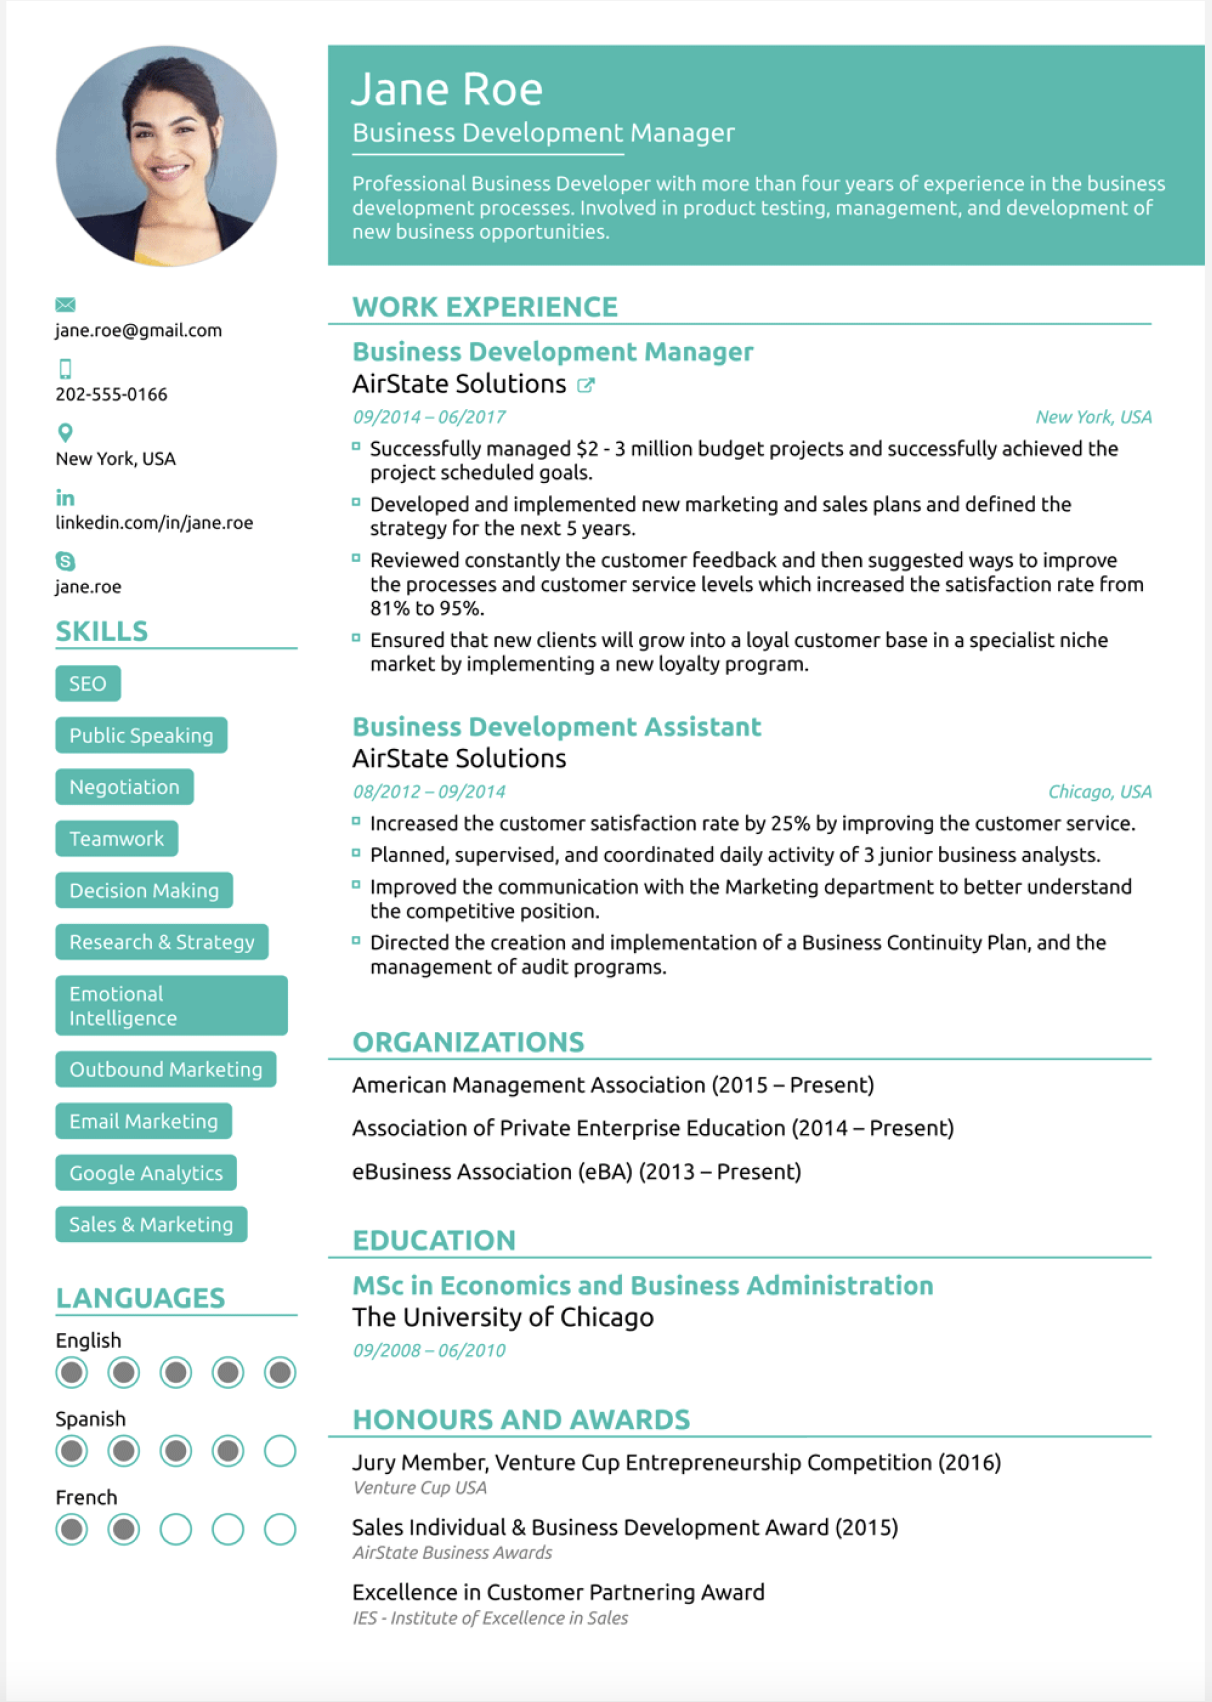 Jane Roe
Business Development Manager
Professional Business Developer with more than four years of experience in the business
development processes. Involved in product testing, management, and development of
new business opportunities.
jane.roe@gmail.com
202-555-0166
New York, USA
linkedin.com/in/jane.roe
jane.roe
SKILLS
SEO
Public Speaking
Negotiation
Teamwork
Decision Making
Research & Strategy
Emotional
Intelligence
Outbound Marketing
Email Marketing
Google Analytics
Sales & Marketing
LANGUAGES
English
Spanish
French
WORK EXPERIENCE
Business Development Manager
AirState Solutions
09/2014 – 06/2017
New York, USA
Successfully managed $2 - 3 million budget projects and successfully achieved the
project scheduled goals.
Developed and implemented new marketing and sales plans and defined the
strategy for the next 5 years.
Reviewed constantly the customer feedback and then suggested ways to improve
the processes and customer service levels which increased the satisfaction rate from
81% to 95%.
Ensured that new clients will grow into a loyal customer base in a specialist niche
market by implementing a new loyalty program.
Business Development Assistant
AirState Solutions
08/2012 – 09/2014
Chicago, USA
Increased the customer satisfaction rate by 25% by improving the customer service.
Planned, supervised, and coordinated daily activity of 3 junior business analysts.
Improved the communication with the Marketing department to better understand
the competitive position.
Directed the creation and implementation of a Business Continuity Plan, and the
management of audit programs.
ORGANIZATIONS
American Management Association (2015 – Present)
Association of Private Enterprise Education (2014 – Present)
eBusiness Association (eBA) (2013 – Present)
EDUCATION
MSc in Economics and Business Administration
The University of Chicago
09/2008 – 06/2010
HONOURS AND AWARDS
Jury Member, Venture Cup Entrepreneurship Competition (2016)
Venture Cup USA
Sales Individual & Business Development Award (2015)
AirState Business Awards
Excellence in Customer Partnering Award
IES - Institute of Excellence in Sales